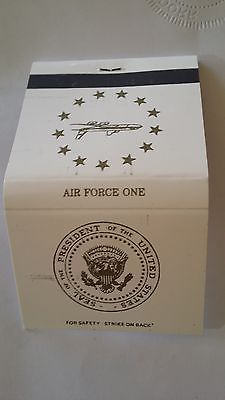 AIR FORCE ONE
SEAL OF THE PRESIDENT OF THE UNITED STATES
FOR SAFETY STRIKE ON BACK